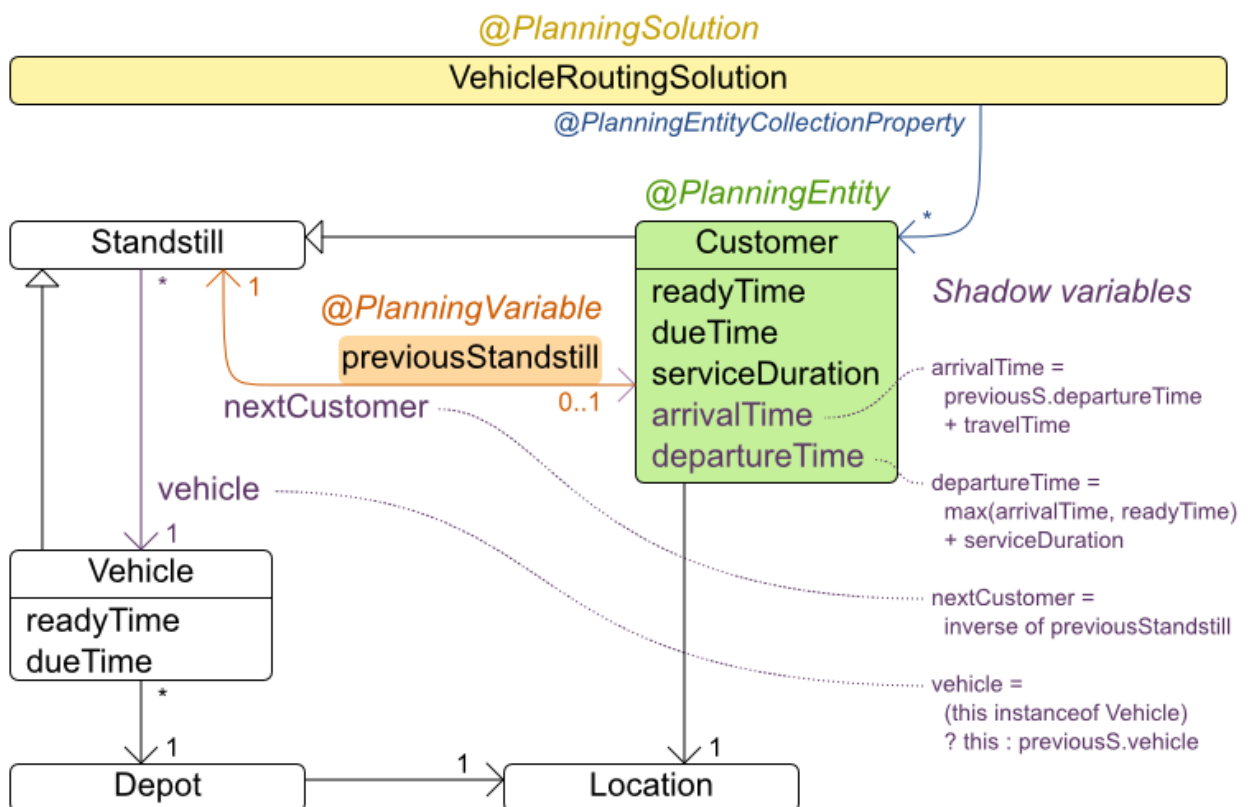 @PlanningSolution
VehicleRoutingSolution
@PlanningEntityCollectionProperty
@PlanningEntity
*
Standstill
Customer
*
1
@PlanningVariable
previousStandstill
0..1
nextCustomer
readyTime
dueTime
serviceDuration
arrivalTime
departureTime
Shadow variables
arrivalTime =
previousS.departureTime
+ travelTime
departureTime =
max(arrivalTime, readyTime)
+ serviceDuration
nextCustomer =
inverse of previousStandstill
vehicle =
(this instanceof Vehicle)
? this : previousS.vehicle
vehicle
1
Vehicle
readyTime
dueTime
*
1
Depot
1
1
Location